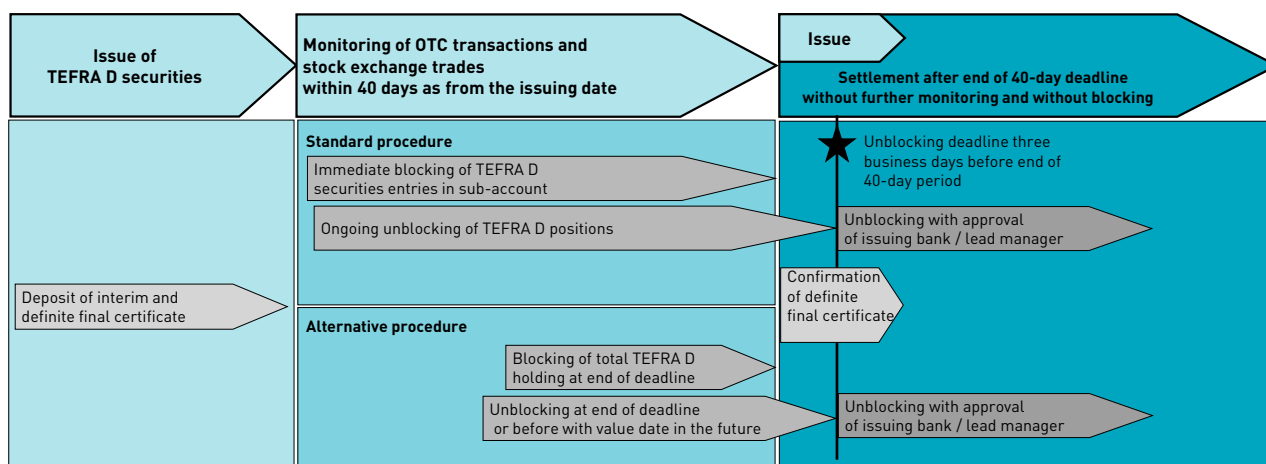 Issue of
TEFRA D securities
Monitoring of OTC transactions and
stock exchange trades
within 40 days as from the issuing date
Issue
Settlement after end of 40-day deadline
without further monitoring and without blocking
Standard procedure
Immediate blocking of TEFRA D
securities entries in sub-account
Unblocking deadline three
business days before end of
40-day period
Ongoing unblocking of TEFRA D positions
Unblocking with approval
of issuing bank / lead manager
Deposit of interim and
definite final certificate
Confirmation
of definite
final certificate
Alternative procedure
Blocking of total TEFRA D
holding at end of deadline
Unblocking at end of deadline
or before with value date in the future
Unblocking with approval
of issuing bank / lead manager